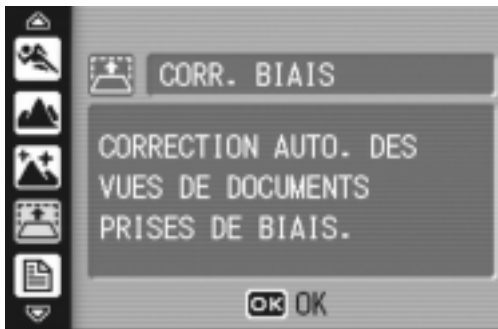 CORR. BIAIS
CORRECTION AUTO. DES
VUES DE DOCUMENTS
PRISES DE BIAIS.
OK OK